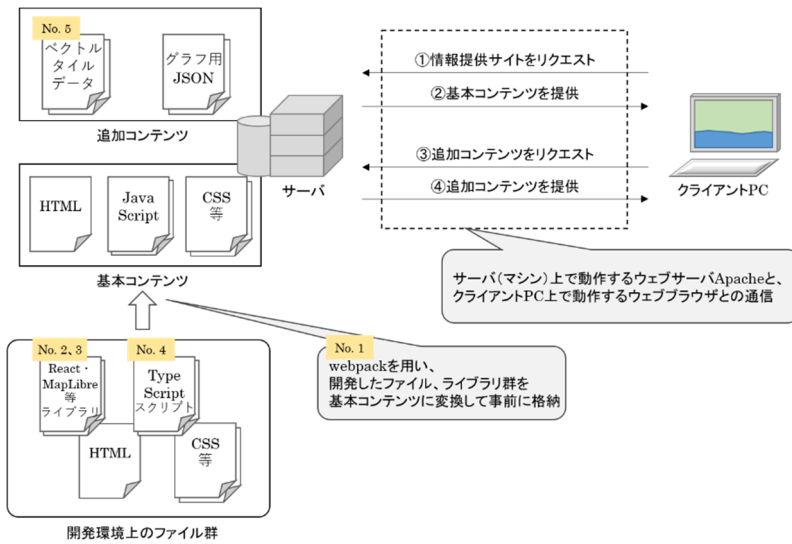 No. 5
ベクトル
タイル
データ
グラフ用
JSON
追加コンテンツ
HTML
Java
Script
CSS
等
基本コンテンツ
サーバ
①情報提供サイトをリクエスト
②基本コンテンツを提供
③追加コンテンツをリクエスト
④追加コンテンツを提供
クライアントPC
サーバ（マシン）上で動作するウェブサーバApacheと、
クライアントPC上で動作するウェブブラウザとの通信
No. 1
webpackを用い、
開発したファイル、ライブラリ群を
基本コンテンツに変換して事前に格納
No. 2、3
React・
MapLibre
等
ライブラリ
No. 4
Type
Script
スクリプト
HTML
CSS
等
開発環境上のファイル群